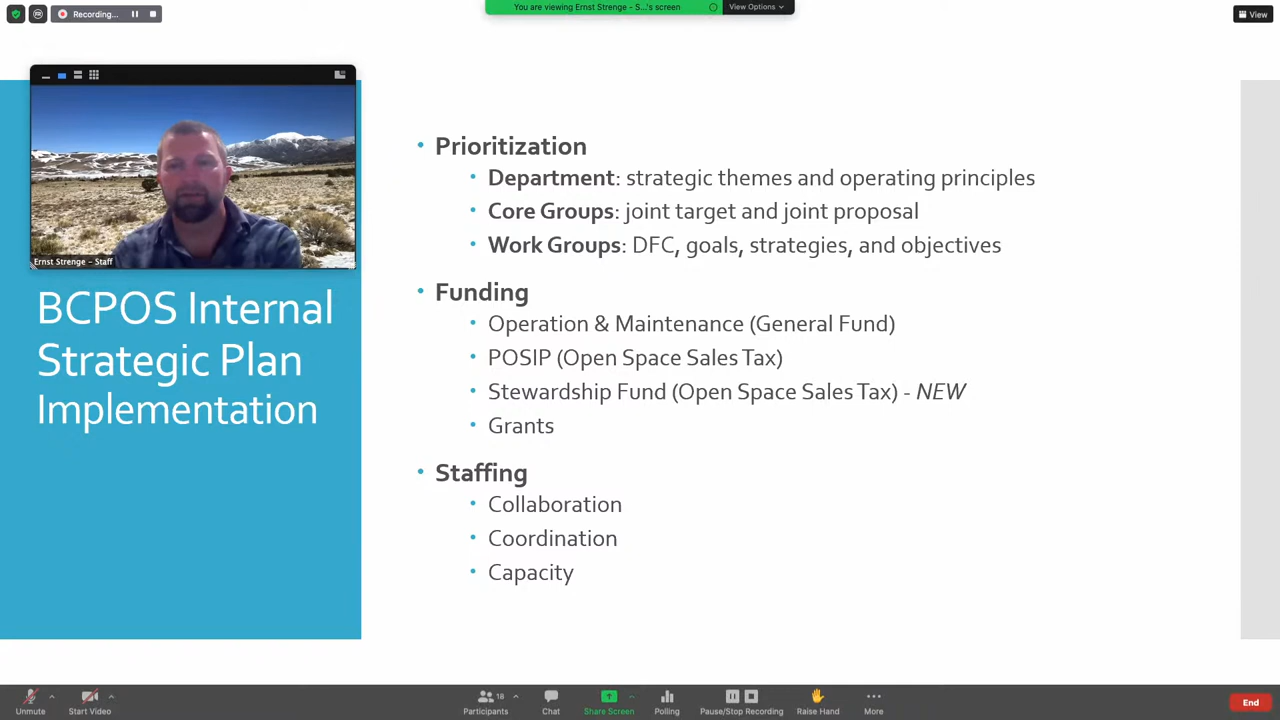 Recording...
You are viewing Ernst Strenge - S...'s screen
View Options
View
Ernst Strenge - Staff
BCPOS Internal
Strategic Plan
Implementation
• Prioritization
• Department: strategic themes and operating principles
• Core Groups: joint target and joint proposal
• Work Groups: DFC, goals, strategies, and objectives
• Funding
• Operation & Maintenance (General Fund)
• POSIP (Open Space Sales Tax)
• Stewardship Fund (Open Space Sales Tax) - NEW
• Grants
• Staffing
• Collaboration
• Coordination
• Capacity
Unmute
Start Video
18
Participants
Chat
Share Screen
Polling
Pause/Stop Recording
Raise Hand
More
End